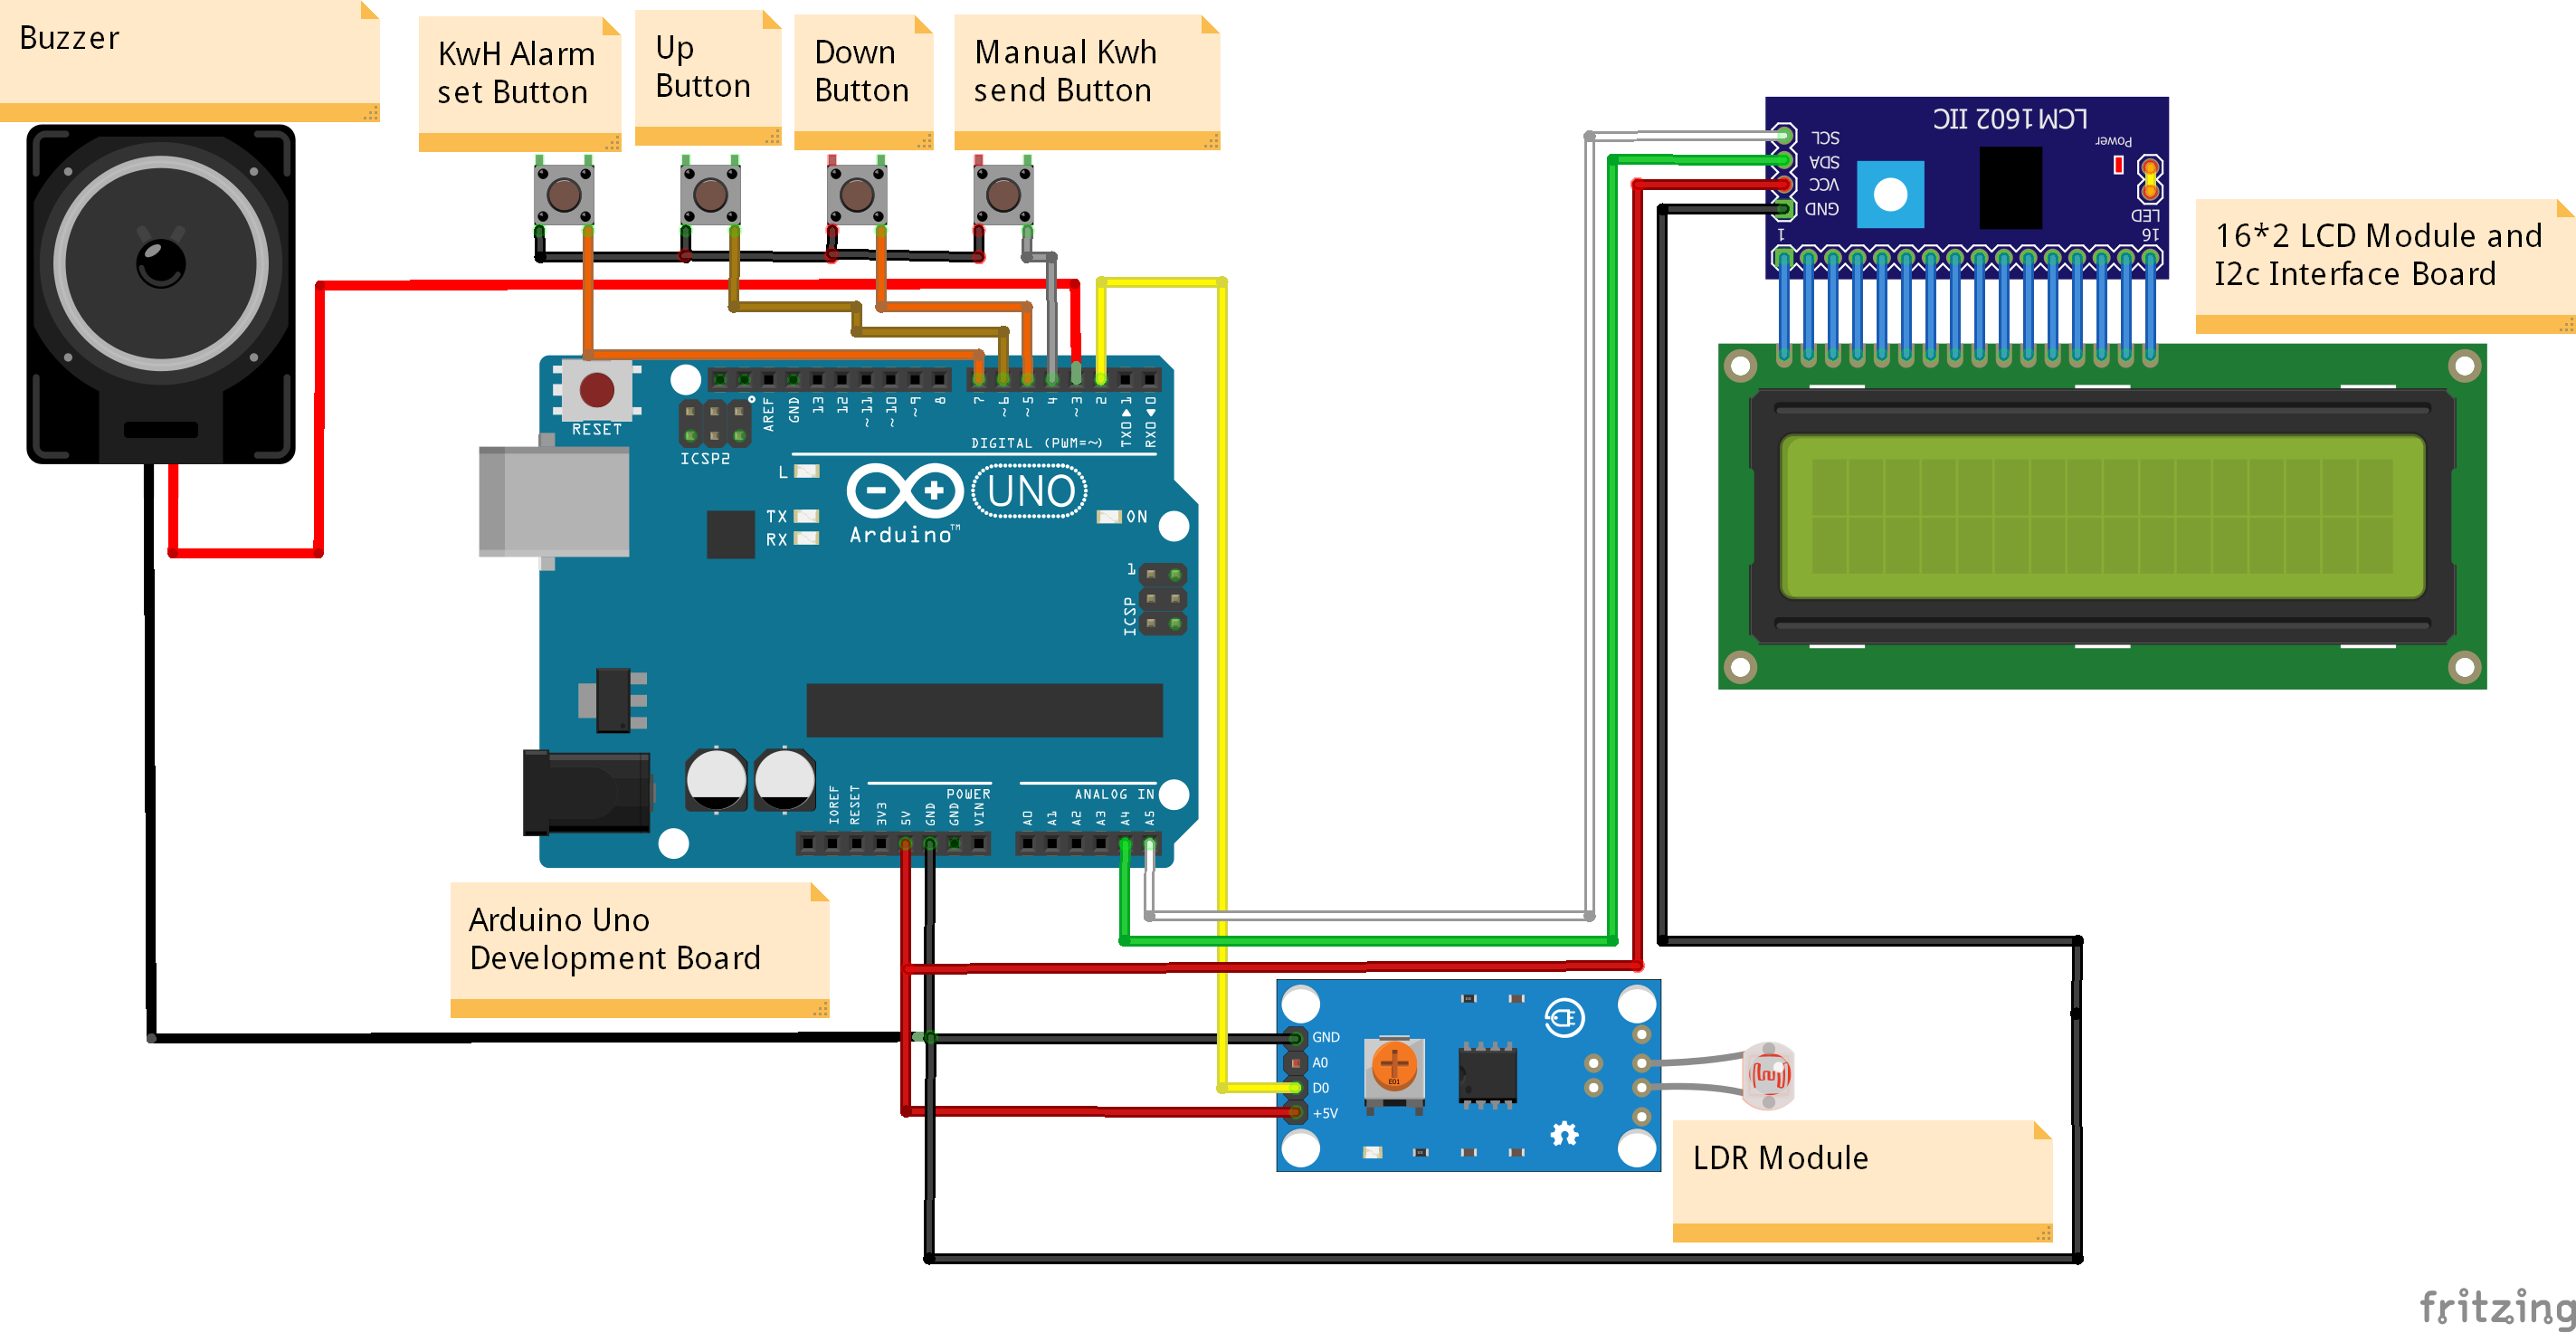 Buzzer
KwH Alarm
set Button
Up
Button
Down
Button
Manual Kwh
send Button
LCM1602 IIC
SCL
SDA
VCC
GND
Power
LED
1
16
16*2 LCD Module and
I2c Interface Board
RESET
ICSP2
AREF
GND
13
12
~11
~10
~9
8
7
~6
~5
4
~3
2
TX0▶1
RX0◀0
DIGITAL (PWM=~)
L
TX
RX
UNO
Arduino™
ON
1
ICSP
IOREF
RESET
3V3
5V
GND
GND
VIN
POWER
A0
A1
A2
A3
A4
A5
ANALOG IN
Arduino Uno
Development Board
GND
A0
D0
+5V
E01
LDR Module
fritzing